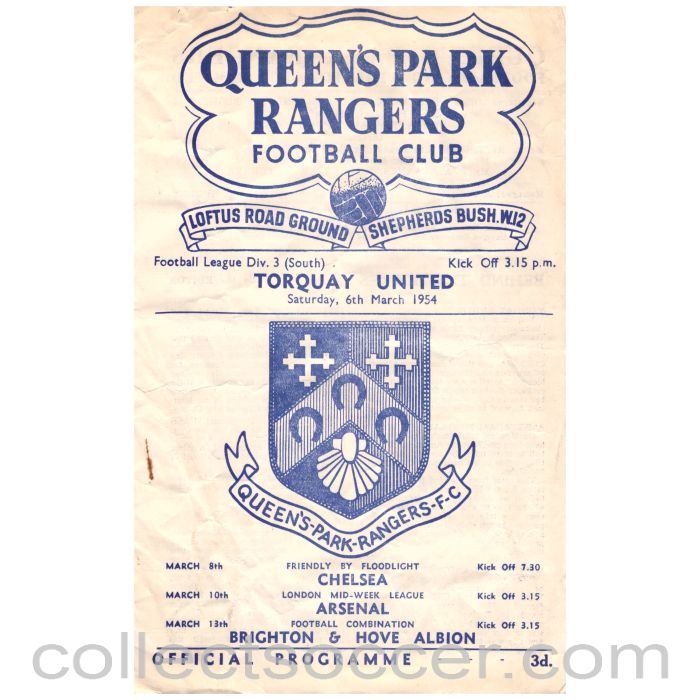 QUEEN'S PARK
RANGERS
FOOTBALL CLUB
LOFTUS ROAD GROUND SHEPHERDS BUSH.W.12
Football League Div. 3 (South) Kick Off 3.15 p.m.
TORQUAY UNITED
Saturday, 6th March 1954
QUEEN'S-PARK-RANGERS-F-C
MARCH 8th FRIENDLY BY FLOODLIGHT Kick Off 7.30
CHELSEA
MARCH 10th LONDON MID-WEEK LEAGUE Kick Off 3.15
ARSENAL
MARCH 13th FOOTBALL COMBINATION Kick Off 3.15
BRIGHTON & HOVE ALBION
collectsoccer.com
OFFICIAL PROGRAMME - - 3d.